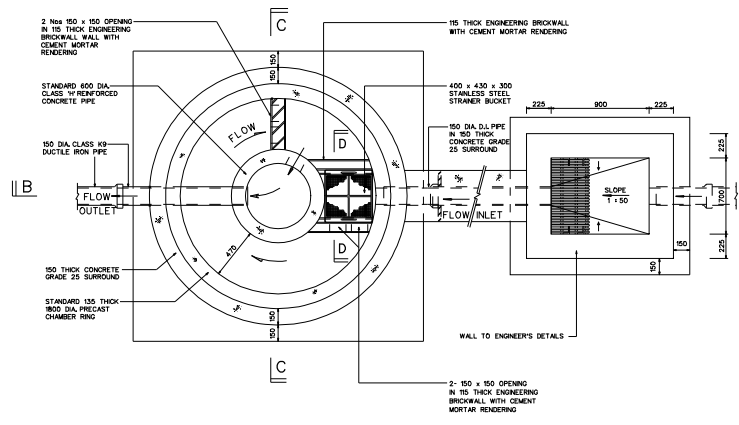 2 Nos 150 x 150 OPENING
IN 115 THICK ENGINEERING
BRICKWALL WALL WITH
CEMENT MORTAR
RENDERING
C
115 THICK ENGINEERING BRICKWALL
WITH CEMENT MORTAR RENDERING
150
150
STANDARD 600 DIA.
CLASS 'H' REINFORCED
CONCRETE PIPE
400 x 430 x 300
STAINLESS STEEL
STRAINER BUCKET
225
900
225
FLOW
D
150 DIA. D.I. PIPE
IN 150 THICK
CONCRETE GRADE
25 SURROUND
150 DIA. CLASS K9
DUCTILE IRON PIPE
225
B
FLOW
OUTLET
FLOW INLET
SLOPE
1 : 50
700
470
D
225
150
150
150 THICK CONCRETE
GRADE 25 SURROUND
STANDARD 135 THICK
1800 DIA. PRECAST
CHAMBER RING
150
150
WALL TO ENGINEER'S DETAILS
C
2- 150 x 150 OPENING
IN 115 THICK ENGINEERING
BRICKWALL WITH CEMENT
MORTAR RENDERING